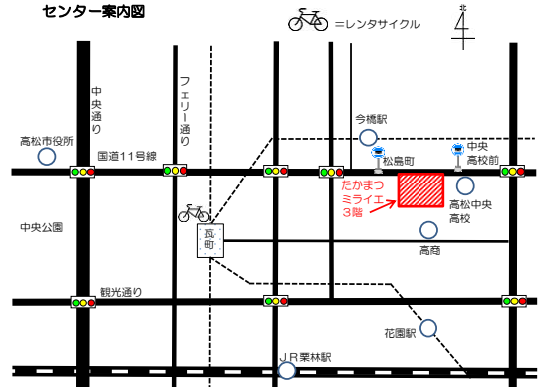 センター案内図
＝レンタサイクル
北
中央通り
フェリー通り
今橋駅
高松市役所
国道11号線
松島町
中央
高校前
たかまつ
ミライエ
3階
高松中央
高校
中央公園
瓦町
高商
観光通り
花園駅
ＪＲ栗林駅